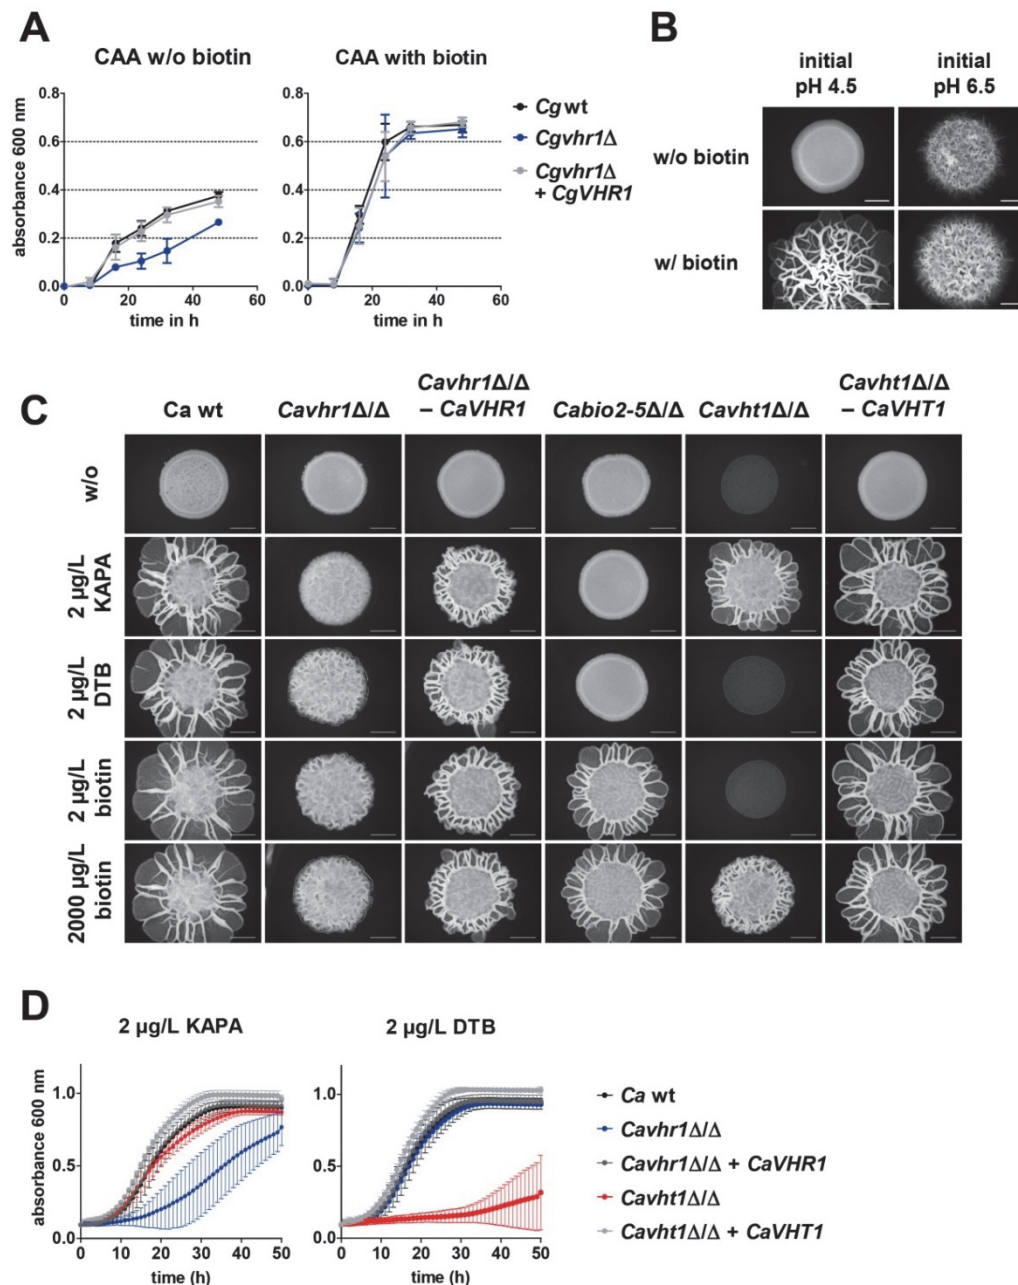 A
CAA w/o biotin
CAA with biotin
absorbance 600 nm
0.8
0.6
0.4
0.2
0.0
0 20 40 60
time in h
0.8
0.6
0.4
0.2
0.0
0 20 40 60
time in h
Cg wt
Cgvhr1Δ
Cgvhr1Δ
+ CgVHR1
B
initial
pH 4.5
initial
pH 6.5
w/o biotin
w/ biotin
C
Ca wt
Cavhr1Δ/Δ
Cavhr1Δ/Δ
– CaVHR1
Cabio2-5Δ/Δ
Cavht1Δ/Δ
Cavht1Δ/Δ
– CaVHT1
w/o
2 µg/L
KAPA
2 µg/L
DTB
2 µg/L
biotin
2000 µg/L
biotin
D
2 µg/L KAPA
2 µg/L DTB
absorbance 600 nm
1.0
0.5
0.0
0 10 20 30 40 50
time (h)
1.0
0.5
0.0
0 10 20 30 40 50
time (h)
Ca wt
Cavhr1Δ/Δ
Cavhr1Δ/Δ + CaVHR1
Cavht1Δ/Δ
Cavht1Δ/Δ + CaVHT1